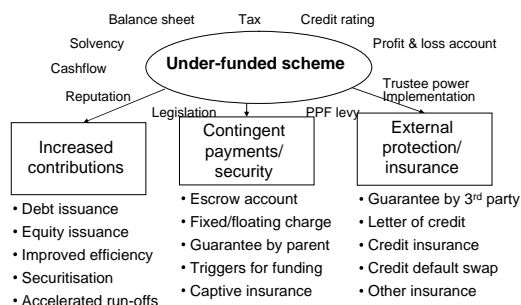 Balance sheet Tax Credit rating
Solvency Profit & loss account
Under-funded scheme
Cashflow
Trustee power
Reputation Implementation
Legislation PPF levy
Increased
contributions
• Debt issuance
• Equity issuance
• Improved efficiency
• Securitisation
• Accelerated run-offs
Contingent
payments/
security
• Escrow account
• Fixed/floating charge
• Guarantee by parent
• Triggers for funding
• Captive insurance
External
protection/
insurance
• Guarantee by 3rd party
• Letter of credit
• Credit insurance
• Credit default swap
• Other insurance